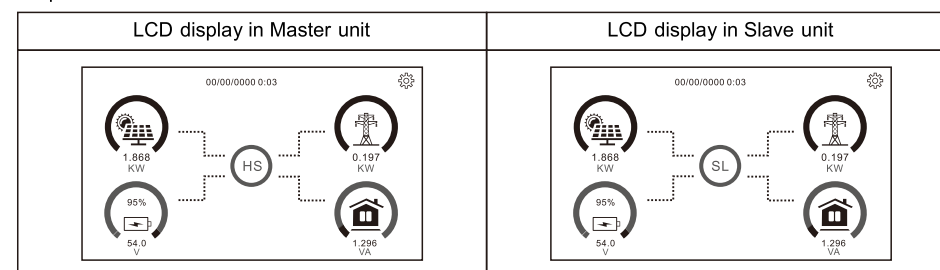 LCD display in Master unit
LCD display in Slave unit
00/00/0000 0:03
1.868
KW
0.197
KW
HS
95%
54.0
V
1.296
VA
00/00/0000 0:03
1.868
KW
0.197
KW
SL
95%
54.0
V
1.296
VA